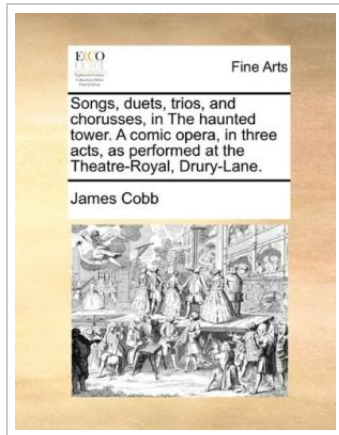 ECCO
Fine Arts
Songs, duets, trios, and
chorusses, in The haunted
tower. A comic opera, in three
acts, as performed at the
Theatre-Royal, Drury-Lane.
James Cobb